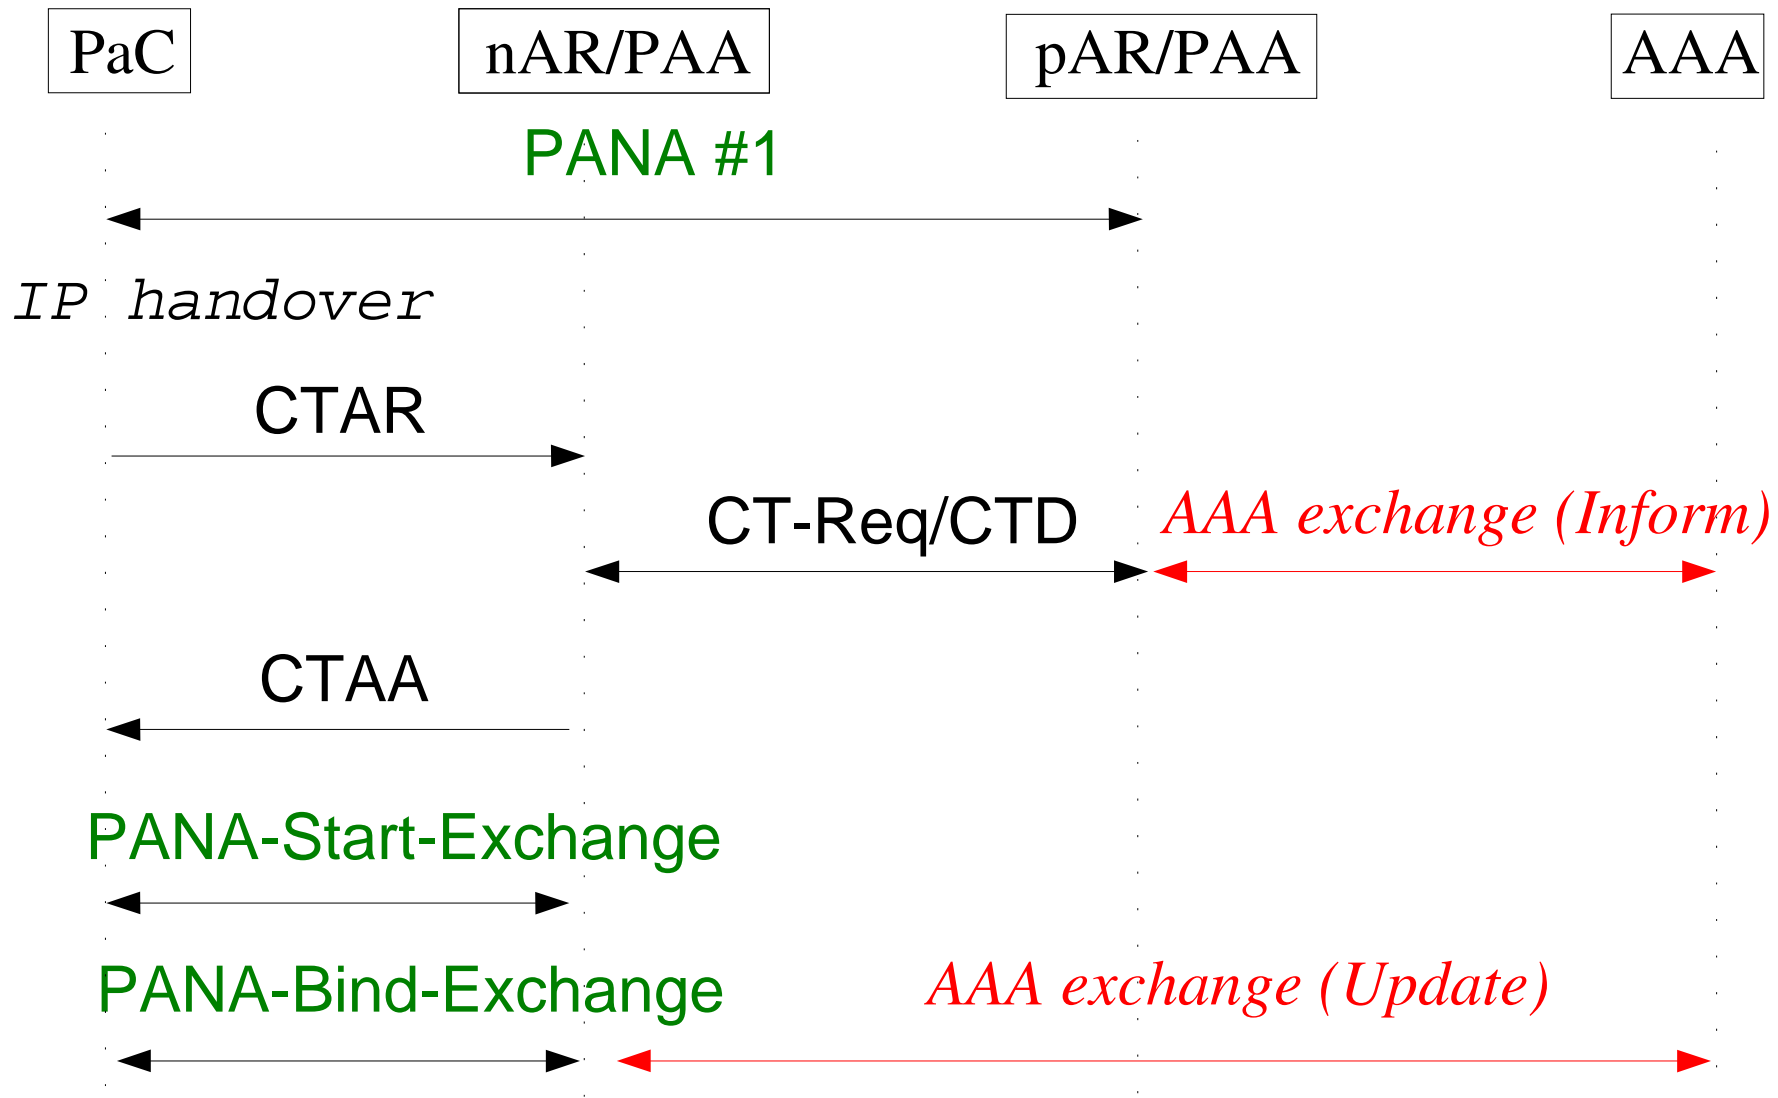 PaC nAR/PAA pAR/PAA AAA
PANA #1
IP handover
CTAR
CT-Req/CTD AAA exchange (Inform)
CTAA
PANA-Start-Exchange
PANA-Bind-Exchange AAA exchange (Update)